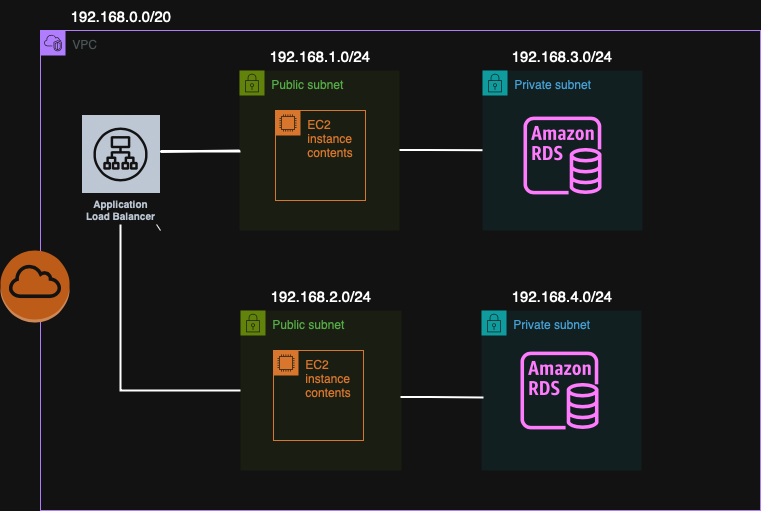 192.168.0.0/20
VPC
192.168.1.0/24
Public subnet
EC2
instance
contents
192.168.3.0/24
Private subnet
Amazon
RDS
Application
Load Balancer
192.168.2.0/24
Public subnet
EC2
instance
contents
192.168.4.0/24
Private subnet
Amazon
RDS